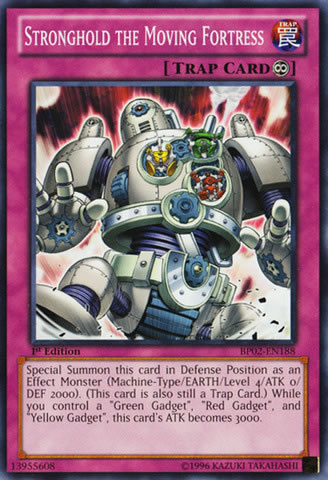 STRONGHOLD THE MOVING FORTRESS
TRAP
罠
[TRAP CARD]
1st Edition
BP02-EN188
Special Summon this card in Defense Position as an
Effect Monster (Machine-Type/EARTH/Level 4/ATK 0/
DEF 2000). (This card is also still a Trap Card.) While
you control a "Green Gadget", "Red Gadget", and
"Yellow Gadget", this card's ATK becomes 3000.
13955608
©1996 KAZUKI TAKAHASHI